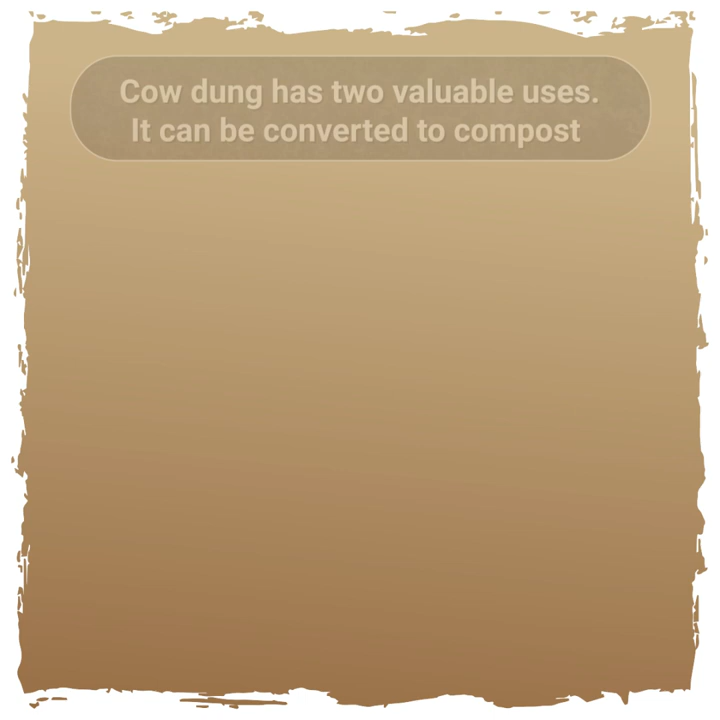 Cow dung has two valuable uses.
It can be converted to compost